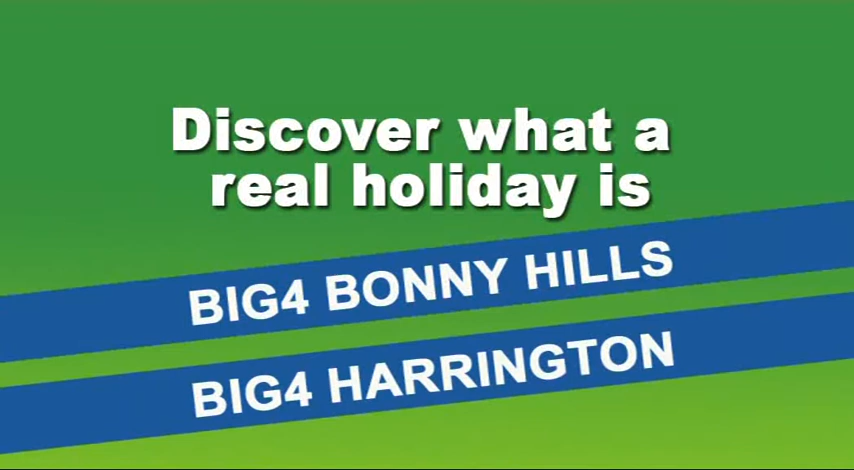 Discover what a
real holiday is
BIG4 BONNY HILLS
BIG4 HARRINGTON